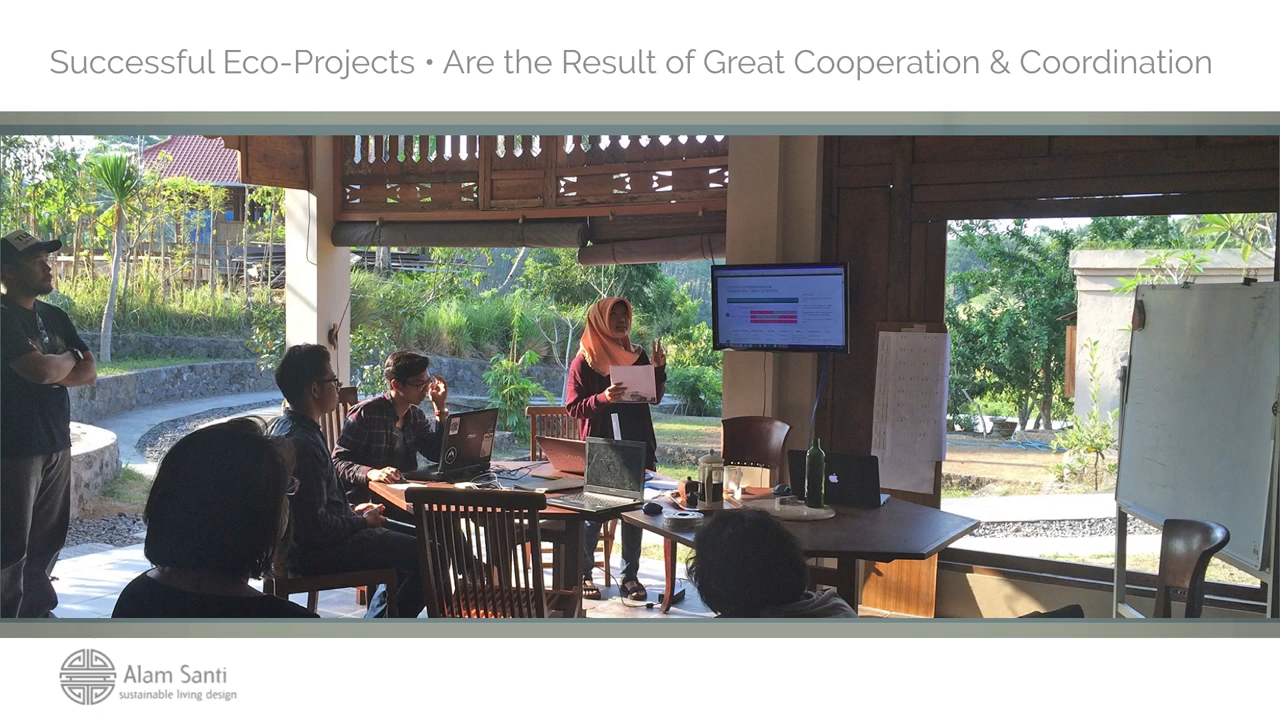 Successful Eco-Projects • Are the Result of Great Cooperation & Coordination
Alam Santi
sustainable living design